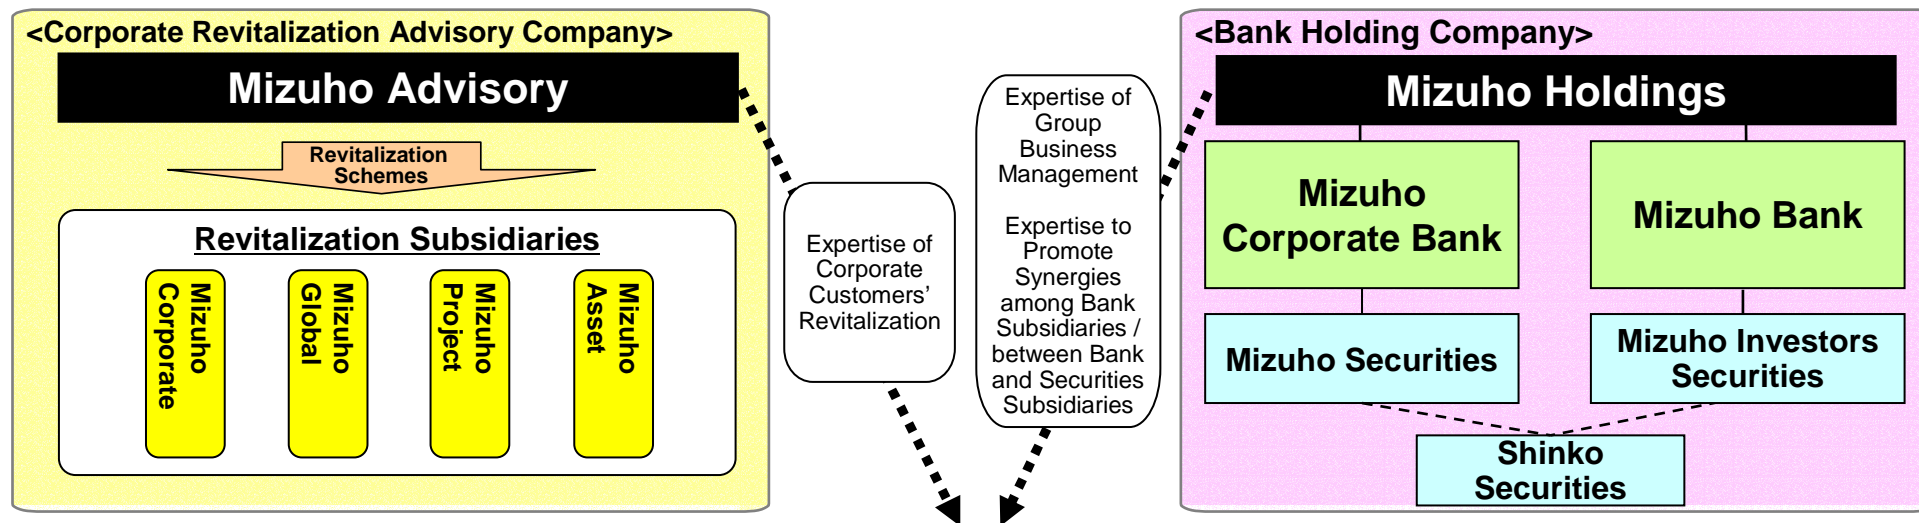 <Corporate Revitalization Advisory Company>
Mizuho Advisory
Revitalization
Schemes
Revitalization Subsidiaries
Mizuho
Corporate
Mizuho
Global
Mizuho
Project
Mizuho
Asset
Expertise of
Corporate
Customers’
Revitalization
Expertise of
Group
Business
Management
Expertise to
Promote
Synergies
among Bank
Subsidiaries /
between Bank
and Securities
Subsidiaries
<Bank Holding Company>
Mizuho Holdings
Mizuho
Corporate Bank
Mizuho Bank
Mizuho Securities
Mizuho Investors
Securities
Shinko
Securities